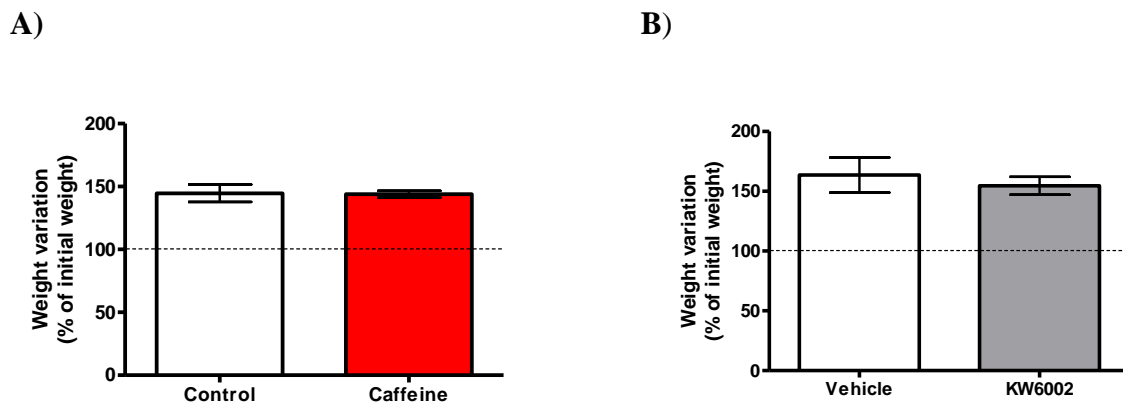 A)
Weight variation
(% of initial weight)
200
150
100
50
0
Control Caffeine
B)
Weight variation
(% of initial weight)
200
150
100
50
0
Vehicle KW6002